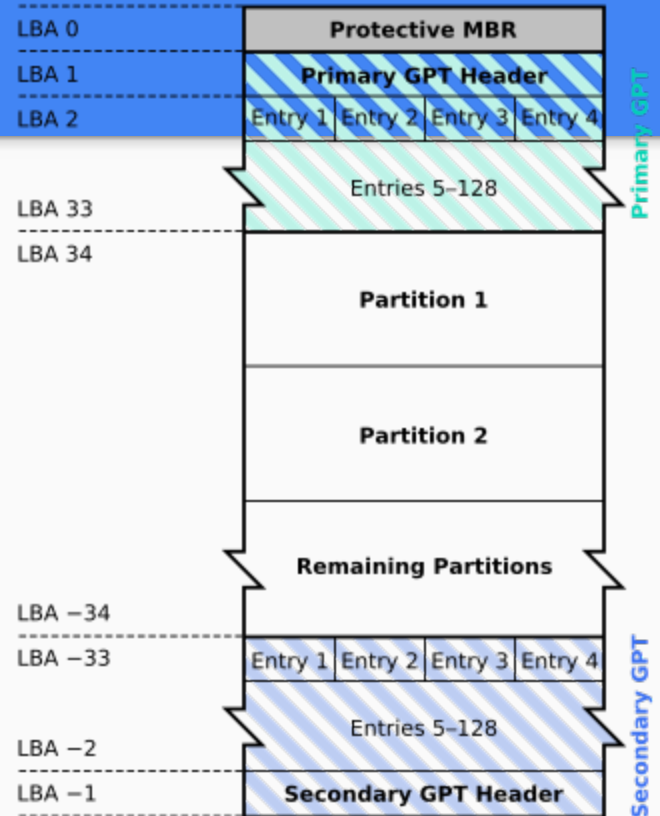 LBA 0
Protective MBR
LBA 1
Primary GPT Header
LBA 2
Entry 1
Entry 2
Entry 3
Entry 4
Primary GPT
Entries 5–128
LBA 33
LBA 34
Partition 1
Partition 2
Remaining Partitions
LBA −34
LBA −33
Entry 1
Entry 2
Entry 3
Entry 4
Secondary GPT
Entries 5–128
LBA −2
LBA −1
Secondary GPT Header